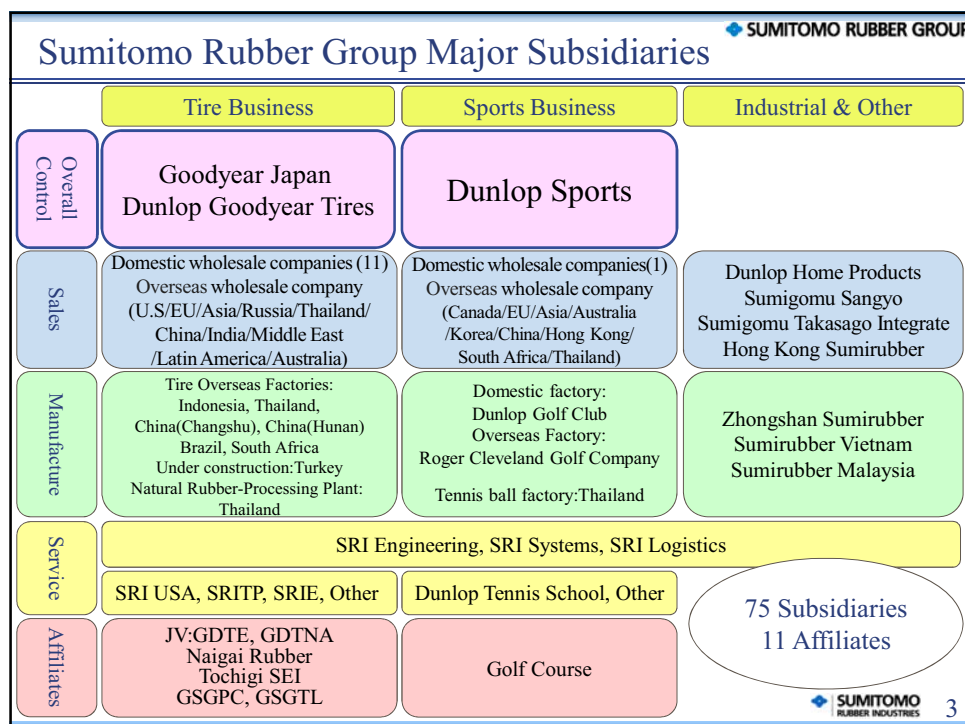 Sumitomo Rubber Group Major Subsidiaries
SUMITOMO RUBBER GROUP
Tire Business
Sports Business
Industrial & Other
Overall
Control
Goodyear Japan
Dunlop Goodyear Tires
Dunlop Sports
Sales
Domestic wholesale companies (11)
Overseas wholesale company
(U.S/EU/Asia/Russia/Thailand/
China/India/Middle East
/Latin America/Australia)
Domestic wholesale companies(1)
Overseas wholesale company
(Canada/EU/Asia/Australia
/Korea/China/Hong Kong/
South Africa/Thailand)
Dunlop Home Products
Sumigomu Sangyo
Sumigomu Takasago Integrate
Hong Kong Sumirubber
Manufacture
Tire Overseas Factories:
Indonesia, Thailand,
China(Changshu), China(Hunan)
Brazil, South Africa
Under construction:Turkey
Natural Rubber-Processing Plant:
Thailand
Domestic factory:
Dunlop Golf Club
Overseas Factory:
Roger Cleveland Golf Company
Tennis ball factory:Thailand
Zhongshan Sumirubber
Sumirubber Vietnam
Sumirubber Malaysia
Service
SRI Engineering, SRI Systems, SRI Logistics
SRI USA, SRITP, SRIE, Other
Dunlop Tennis School, Other
Affiliates
JV:GDTE, GDTNA
Naigai Rubber
Tochigi SEI
GSGPC, GSGTL
Golf Course
75 Subsidiaries
11 Affiliates
SUMITOMO
RUBBER INDUSTRIES
3